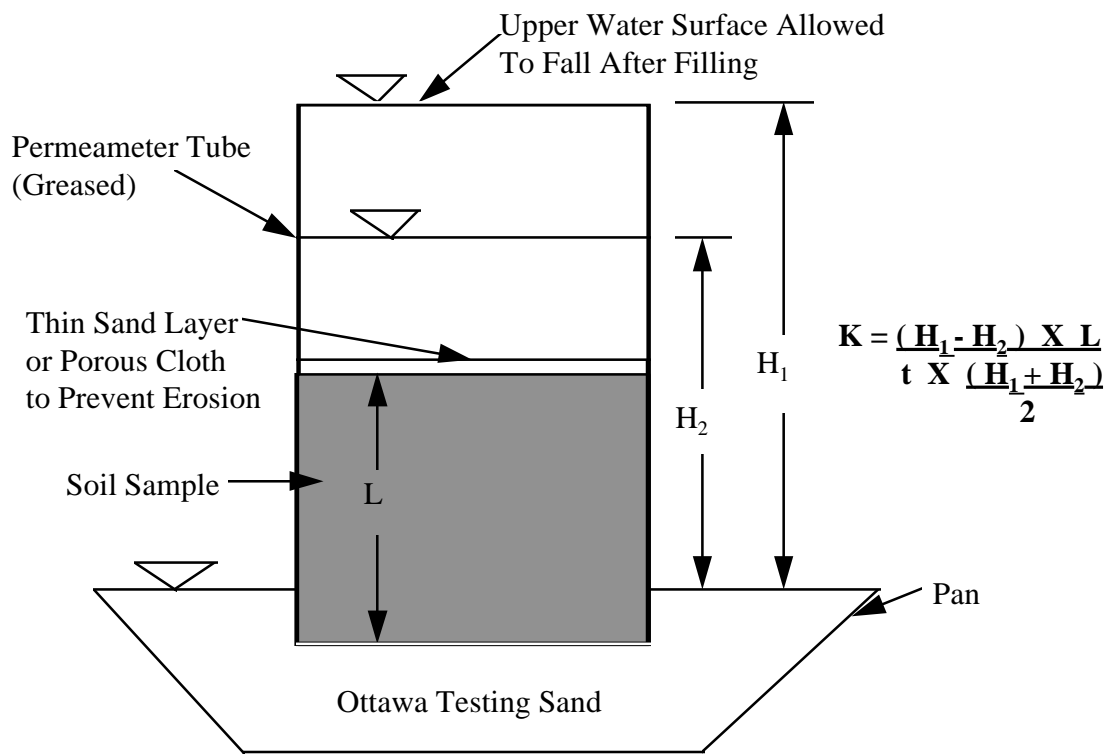 Upper Water Surface Allowed
To Fall After Filling
Permeameter Tube
(Greased)
Thin Sand Layer
or Porous Cloth
to Prevent Erosion
H₁
K = ( H₁ - H₂ ) X L
t X ( H₁ + H₂ )
2
H₂
Soil Sample
L
Pan
Ottawa Testing Sand